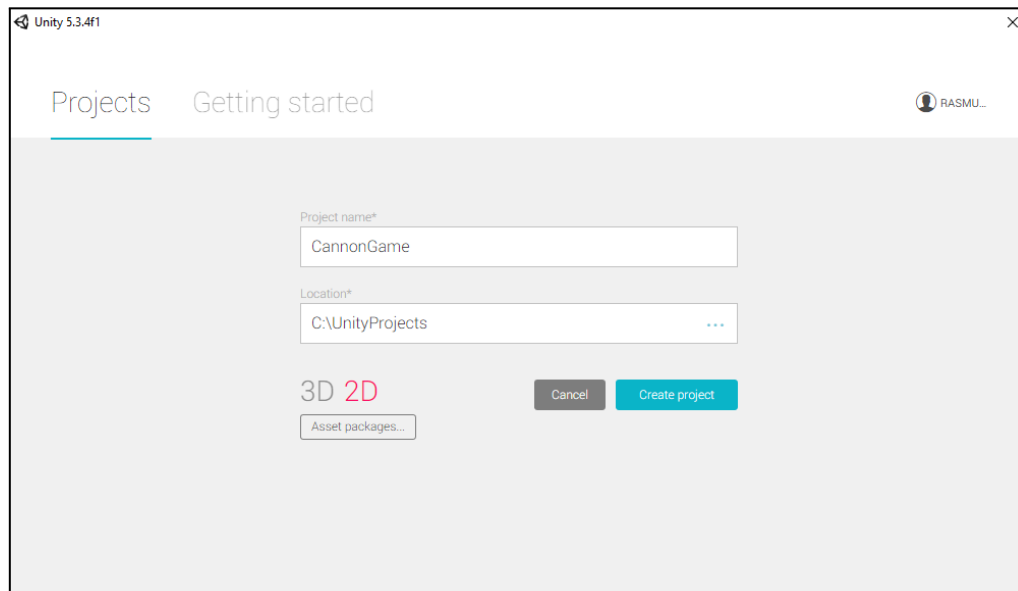 Unity 5.3.4f1
Projects Getting started
RASMU...
Project name*
CannonGame
Location*
C:\UnityProjects
...
3D 2D
Cancel
Create project
Asset packages...